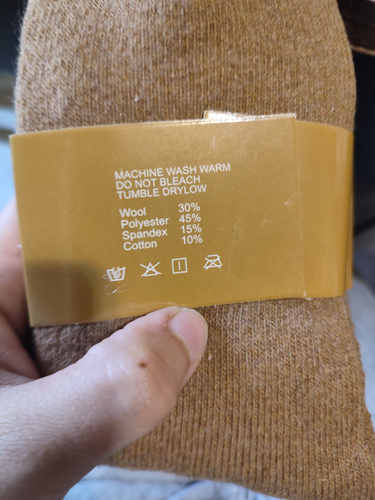 MACHINE WASH WARM
DO NOT BLEACH
TUMBLE DRYLOW
Wool 30%
Polyester 45%
Spandex 15%
Cotton 10%